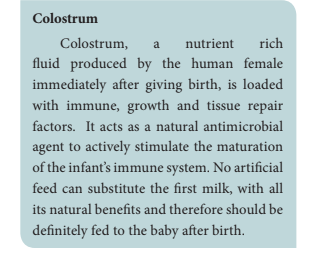 Colostrum
Colostrum, a nutrient rich
fluid produced by the human female
immediately after giving birth, is loaded
with immune, growth and tissue repair
factors. It acts as a natural antimicrobial
agent to actively stimulate the maturation
of the infant's immune system. No artificial
feed can substitute the first milk, with all
its natural benefits and therefore should be
definitely fed to the baby after birth.